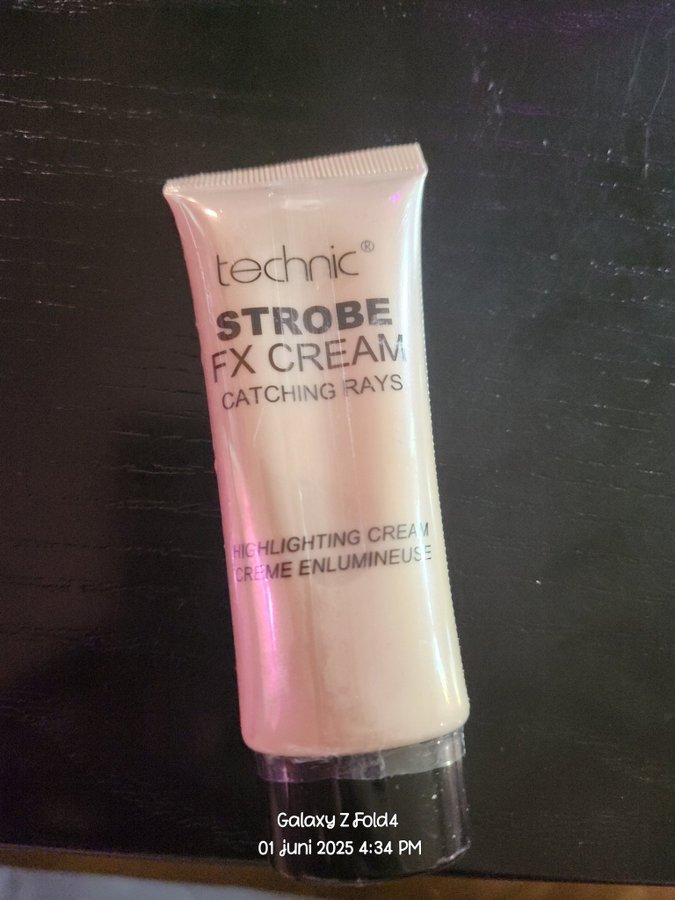 technic®
STROBE
FX CREAM
CATCHING RAYS
HIGHLIGHTING CREAM
CRÈME ENLUMINEUSE
Galaxy Z Fold4
01 juni 2025 4:34 PM